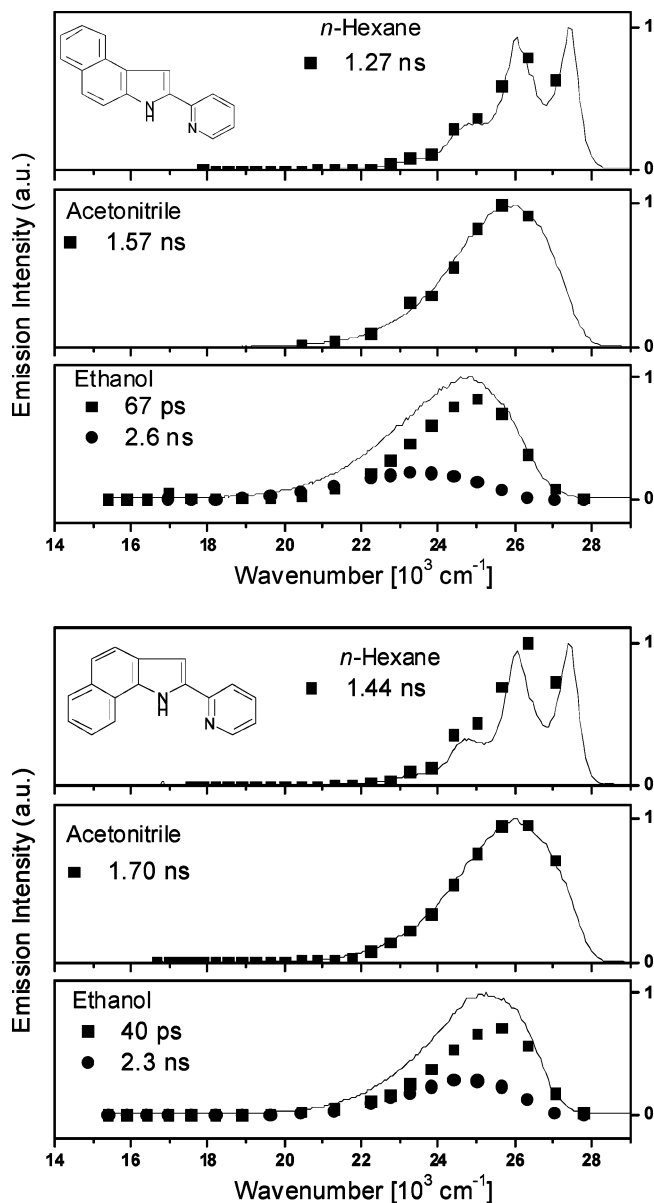 n-Hexane
1.27 ns
NH
N
1
0
Acetonitrile
1.57 ns
1
0
Ethanol
67 ps
2.6 ns
1
0
14 16 18 20 22 24 26 28
Wavenumber [10³ cm⁻¹]
Emission Intensity (a.u.)
n-Hexane
1.44 ns
NH
N
1
0
Acetonitrile
1.70 ns
1
0
Ethanol
40 ps
2.3 ns
1
0
14 16 18 20 22 24 26 28
Wavenumber [10³ cm⁻¹]
Emission Intensity (a.u.)